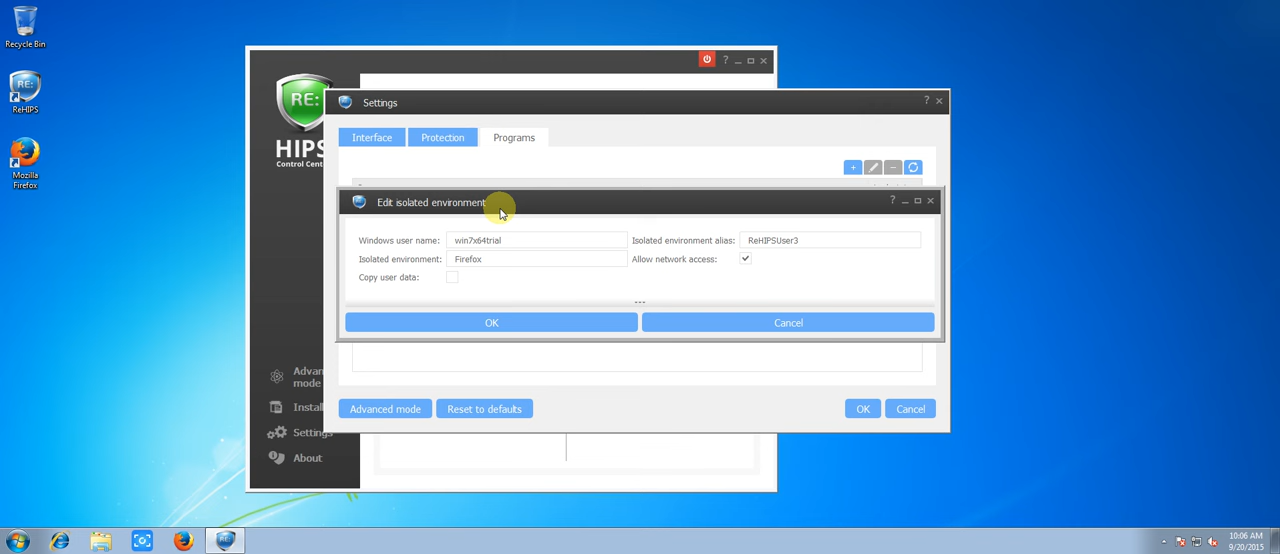 Recycle Bin
ReHIPS
Mozilla
Firefox
RE:
HIPS
Control Cent
?
Settings
?
Interface
Protection
Programs
+
−
Edit isolated environment
?
Windows user name:
win7x64trial
Isolated environment alias:
ReHIPSUser3
Isolated environment:
Firefox
Allow network access:
Copy user data:
OK
Cancel
Advan
mode
Install
Settings
About
Advanced mode
Reset to defaults
OK
Cancel
10:06 AM
9/20/2015